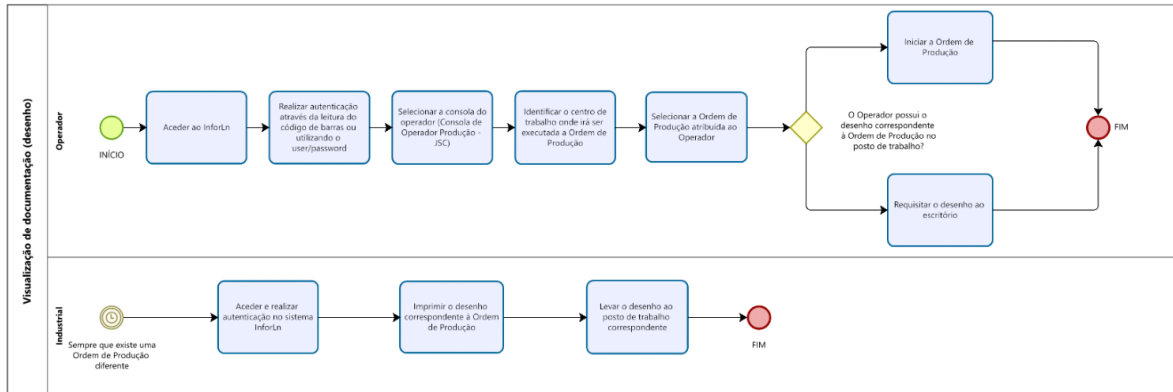 Visualização de documentação (desenho)
Operador
INÍCIO
Aceder ao InforLn
Realizar autenticação
através da leitura do
código de barras ou
utilizando o
user/password
Selecionar a consola do
operador (Consola de
Operador Produção -
JSC)
Identificar o centro de
trabalho onde irá ser
executada a Ordem de
Produção
Selecionar a Ordem de
Produção atribuída ao
Operador
O Operador possui o
desenho correspondente
à Ordem de Produção no
posto de trabalho?
Iniciar a Ordem de
Produção
Requisitar o desenho ao
escritório
FIM
Industrial
Sempre que existe uma
Ordem de Produção
diferente
Aceder e realizar
autenticação no sistema
InforLn
Imprimir o desenho
correspondente à Ordem
de Produção
Levar o desenho ao
posto de trabalho
correspondente
FIM